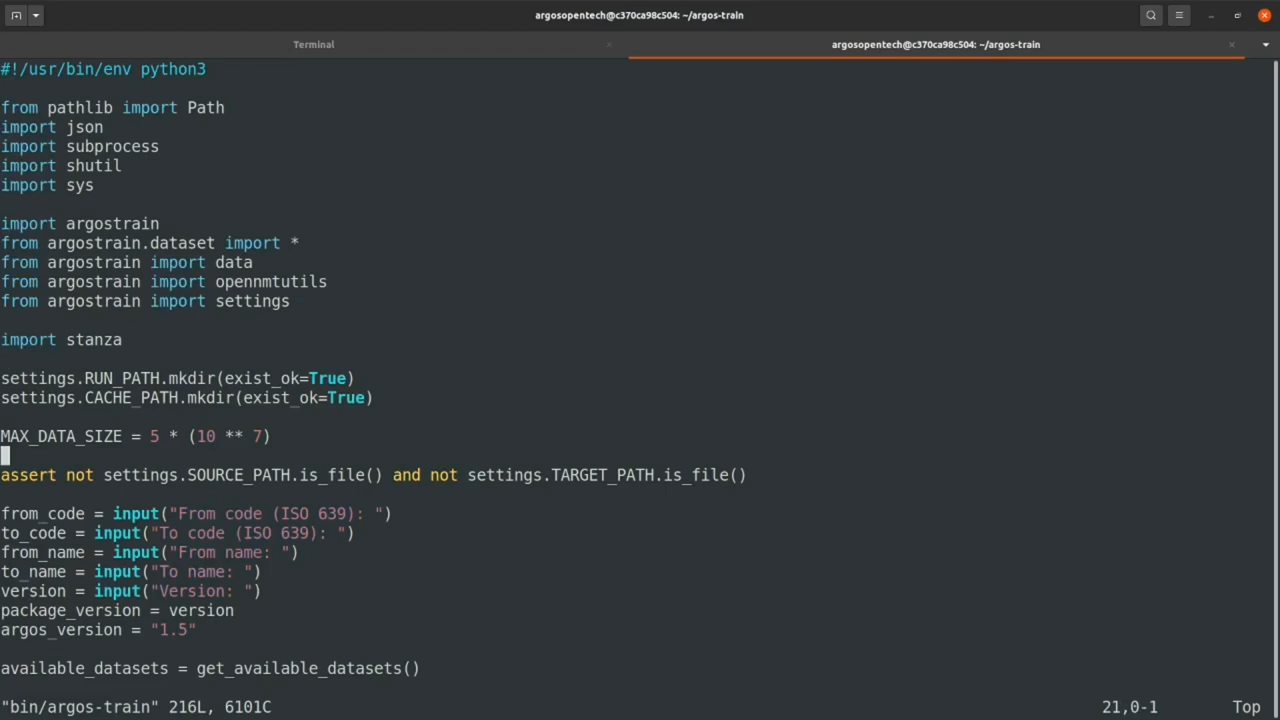 argosopentech@c370ca98c504: ~/argos-train
Terminal
argosopentech@c370ca98c504: ~/argos-train
#!/usr/bin/env python3
from pathlib import Path
import json
import subprocess
import shutil
import sys
import argostrain
from argostrain.dataset import *
from argostrain import data
from argostrain import opennmtutils
from argostrain import settings
import stanza
settings.RUN_PATH.mkdir(exist_ok=True)
settings.CACHE_PATH.mkdir(exist_ok=True)
MAX_DATA_SIZE = 5 * (10 ** 7)
assert not settings.SOURCE_PATH.is_file() and not settings.TARGET_PATH.is_file()
from_code = input("From code (ISO 639): ")
to_code = input("To code (ISO 639): ")
from_name = input("From name: ")
to_name = input("To name: ")
version = input("Version: ")
package_version = version
argos_version = "1.5"
available_datasets = get_available_datasets()
"bin/argos-train" 216L, 6101C 21,0-1 Top